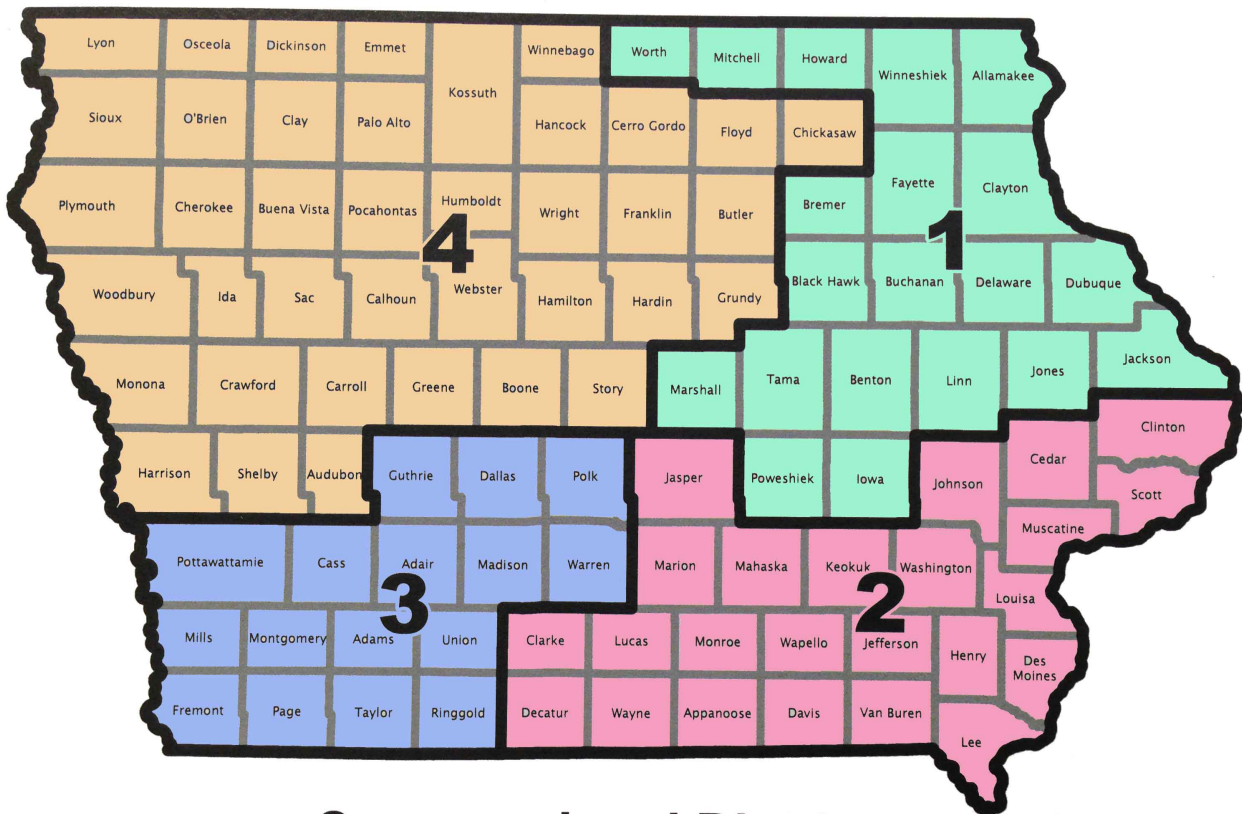 Lyon
Osceola
Dickinson
Emmet
Winnebago
Worth
Mitchell
Howard
Winneshiek
Allamakee
Kossuth
Sioux
O'Brien
Clay
Palo Alto
Hancock
Cerro Gordo
Floyd
Chickasaw
Fayette
Clayton
Plymouth
Cherokee
Buena Vista
Pocahontas
Humboldt
Wright
Franklin
Butler
Bremer
4
1
Woodbury
Ida
Sac
Calhoun
Webster
Hamilton
Hardin
Grundy
Black Hawk
Buchanan
Delaware
Dubuque
Monona
Crawford
Carroll
Greene
Boone
Story
Marshall
Tama
Benton
Linn
Jones
Jackson
Harrison
Shelby
Audubon
Guthrie
Dallas
Polk
Jasper
Poweshiek
Iowa
Johnson
Cedar
Clinton
Scott
Muscatine
Pottawattamie
Cass
Adair
Madison
Warren
Marion
Mahaska
Keokuk
Washington
Louisa
3
2
Mills
Montgomery
Adams
Union
Clarke
Lucas
Monroe
Wapello
Jefferson
Henry
Des
Moines
Fremont
Page
Taylor
Ringgold
Decatur
Wayne
Appanoose
Davis
Van Buren
Lee